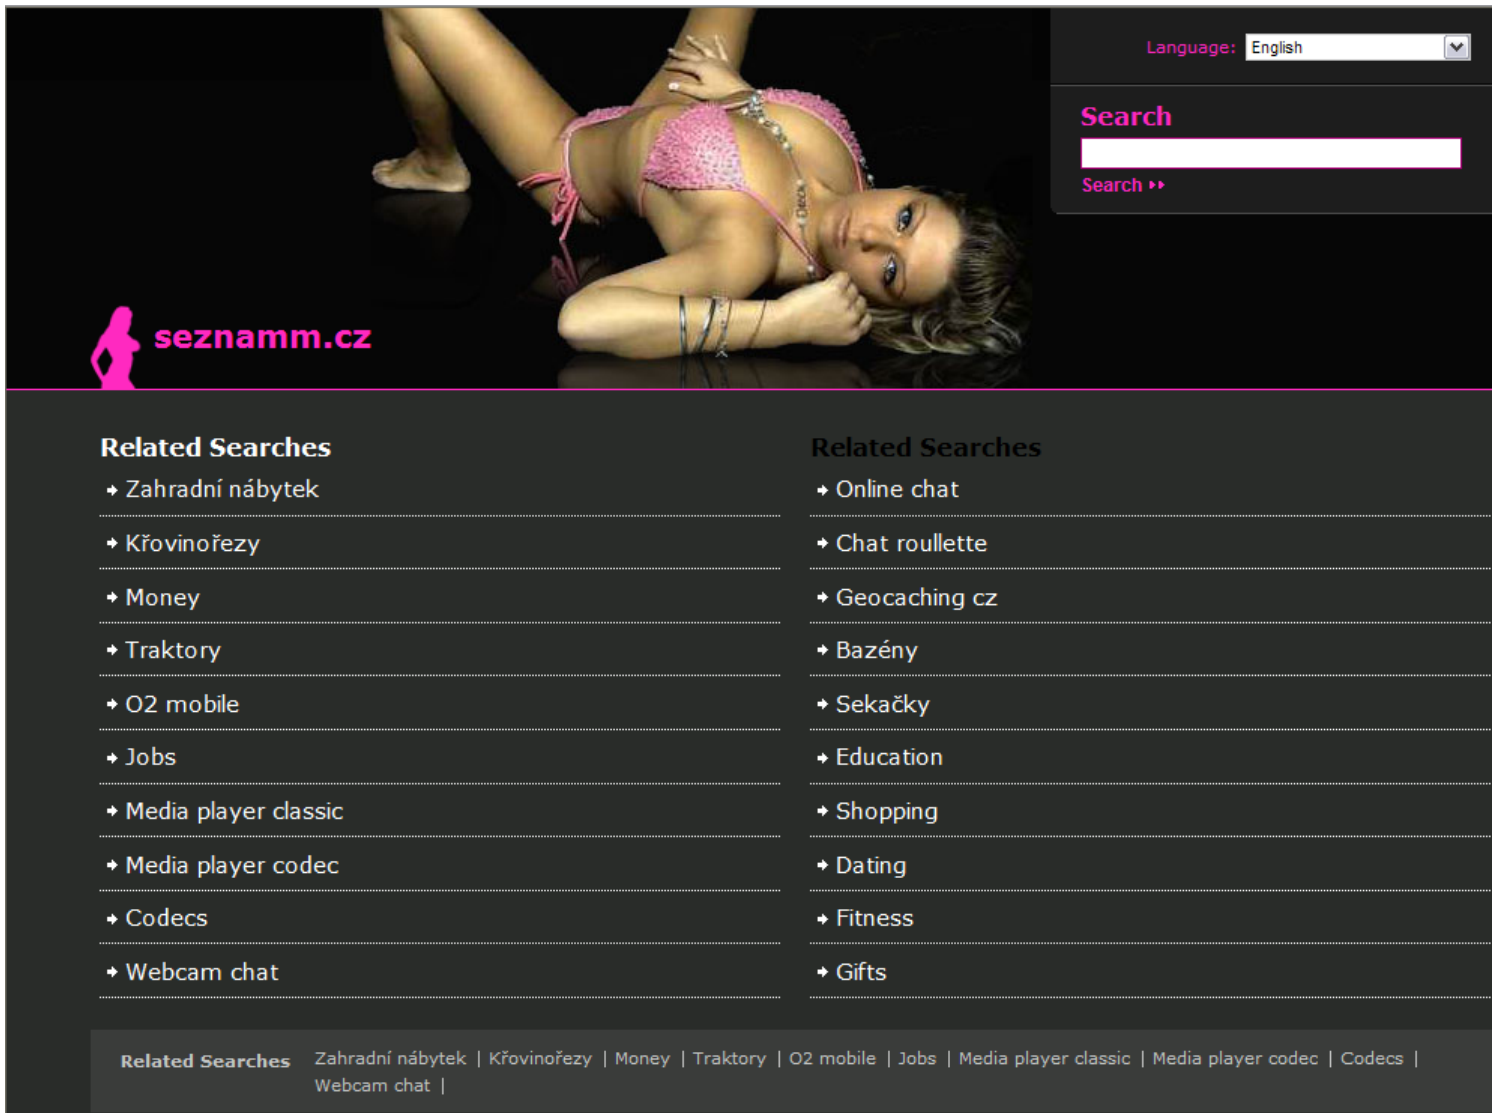 Language: English
Search
Search
seznamm.cz
Related Searches
Zahradní nábytek
Křovinořezy
Money
Traktory
O2 mobile
Jobs
Media player classic
Media player codec
Codecs
Webcam chat
Related Searches
Online chat
Chat roullette
Geocaching cz
Bazény
Sekačky
Education
Shopping
Dating
Fitness
Gifts
Related Searches Zahradní nábytek | Křovinořezy | Money | Traktory | O2 mobile | Jobs | Media player classic | Media player codec | Codecs |
Webcam chat |